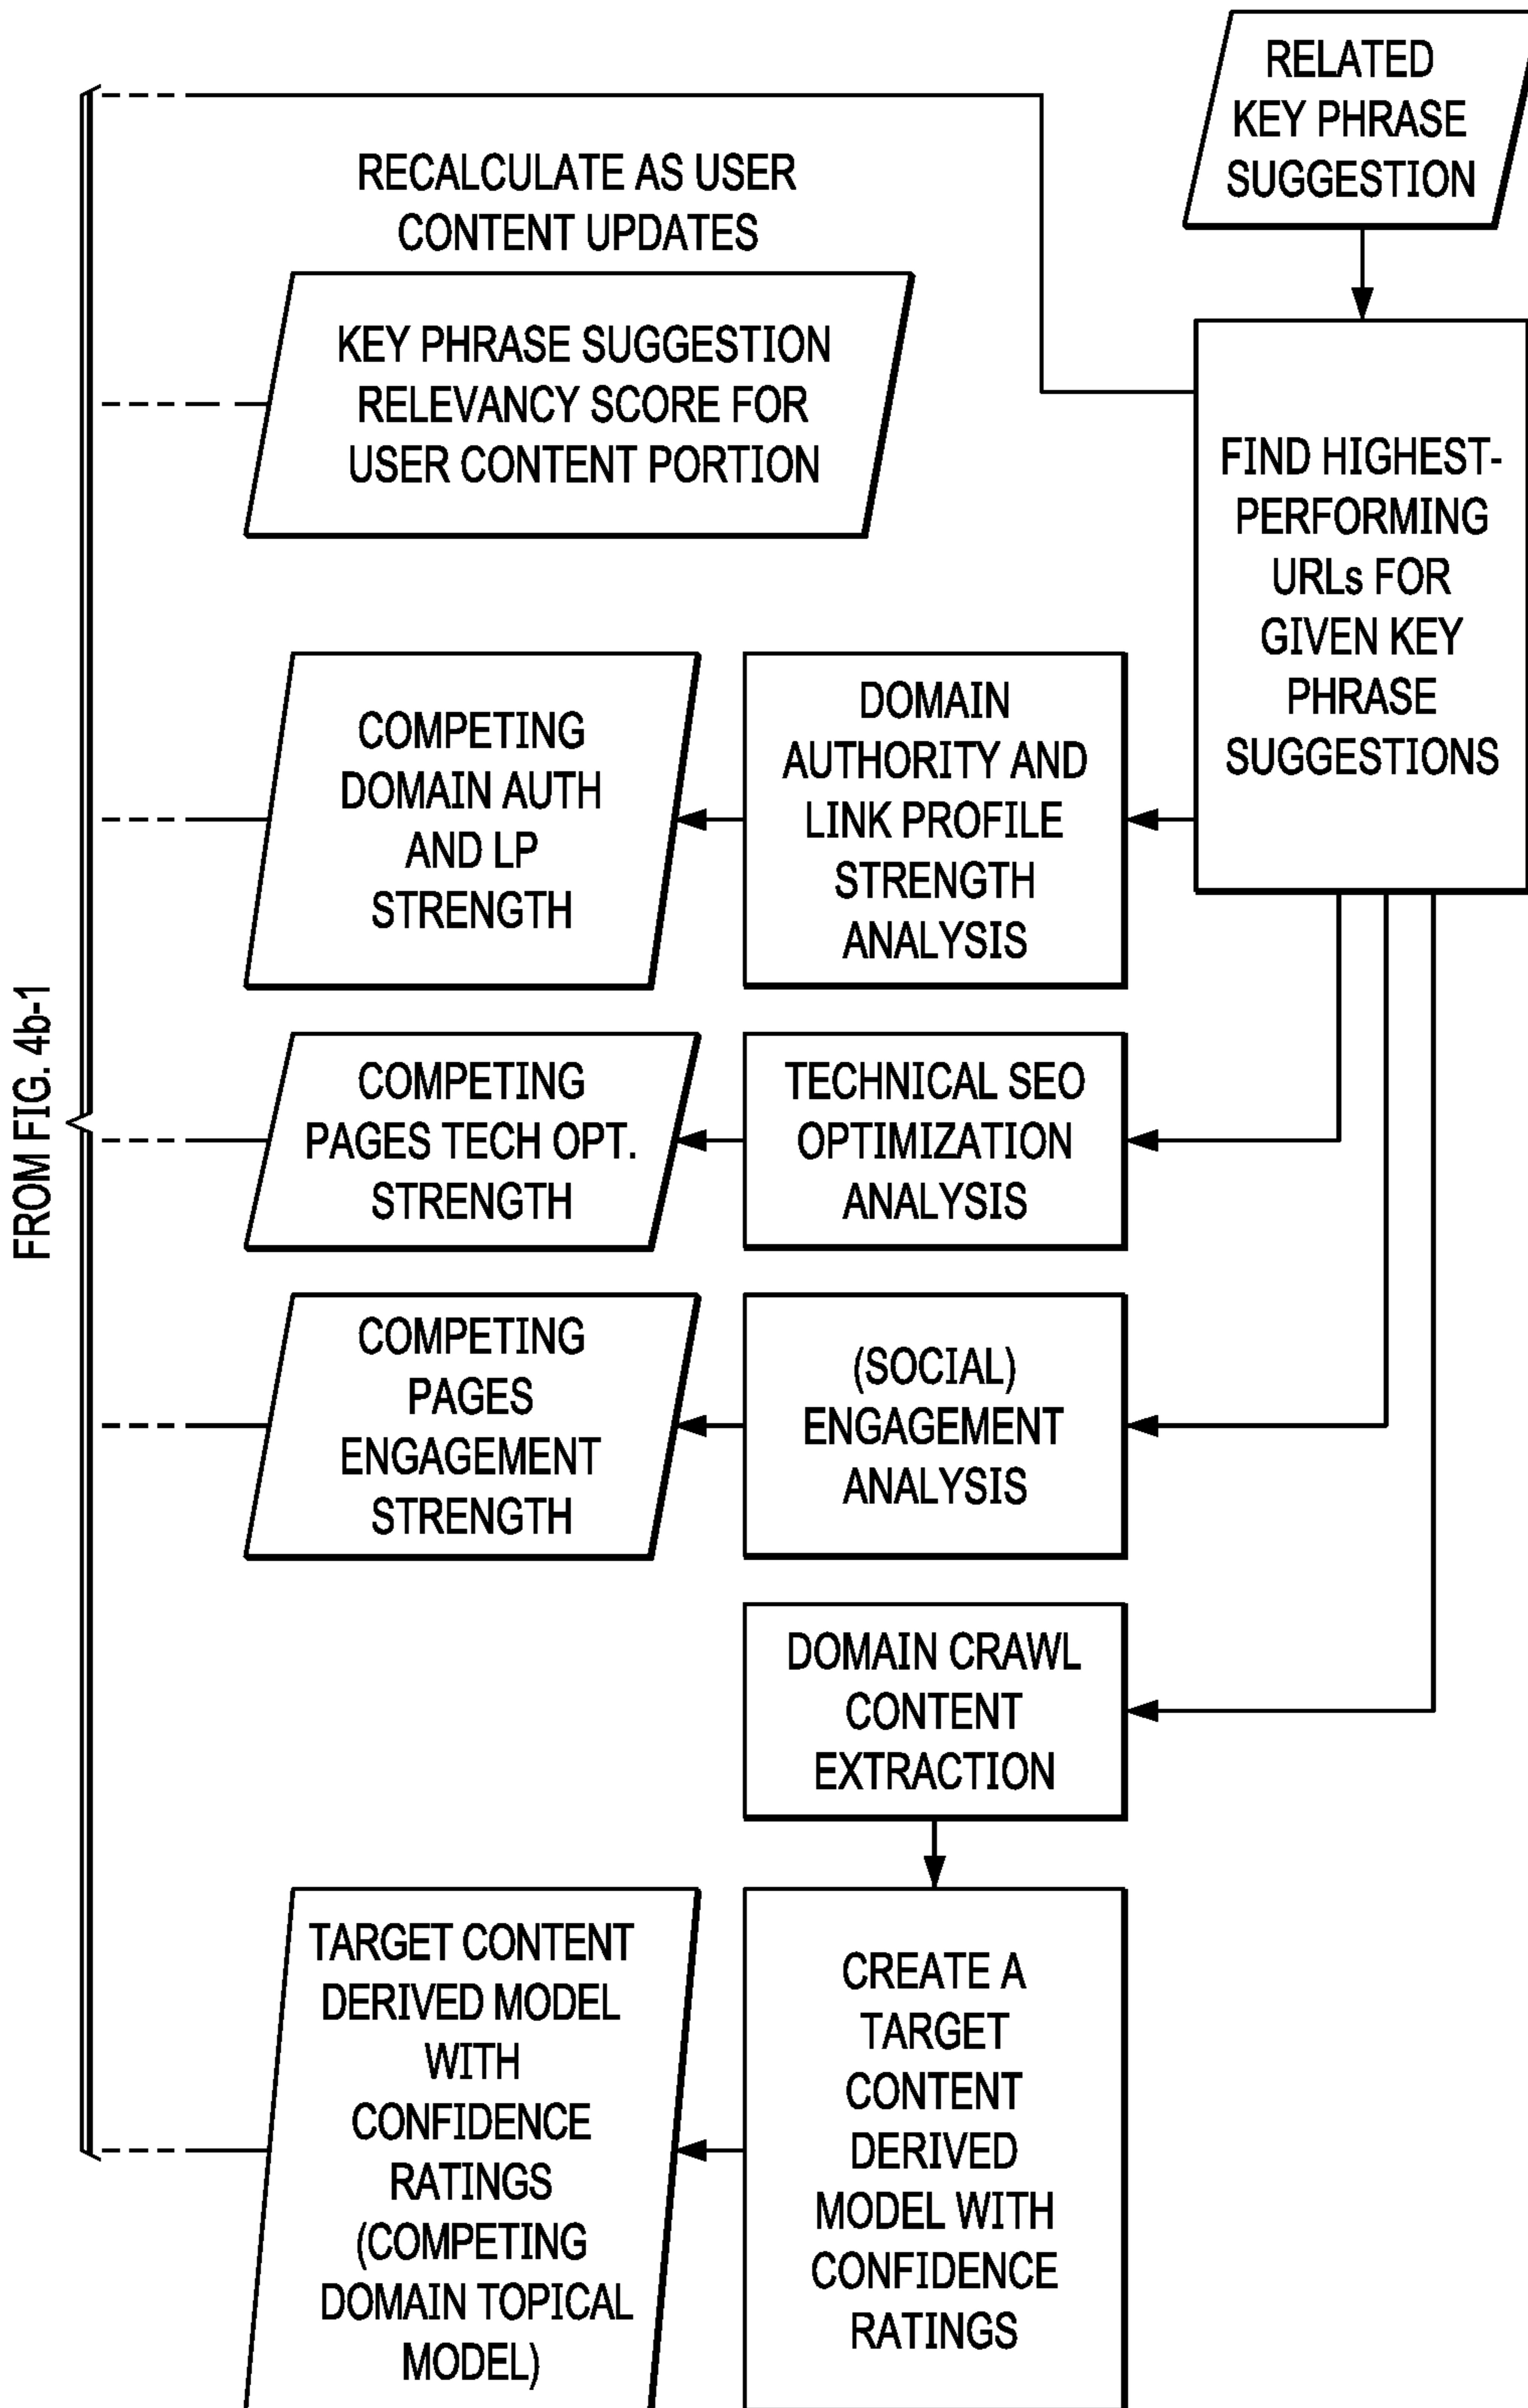 RELATED
KEY PHRASE
SUGGESTION
RECALCULATE AS USER
CONTENT UPDATES
KEY PHRASE SUGGESTION
RELEVANCY SCORE FOR
USER CONTENT PORTION
FIND HIGHEST-
PERFORMING
URLs FOR
GIVEN KEY
PHRASE
SUGGESTIONS
COMPETING
DOMAIN AUTH
AND LP
STRENGTH
DOMAIN
AUTHORITY AND
LINK PROFILE
STRENGTH
ANALYSIS
FROM FIG. 4b-1
COMPETING
PAGES TECH OPT.
STRENGTH
TECHNICAL SEO
OPTIMIZATION
ANALYSIS
COMPETING
PAGES
ENGAGEMENT
STRENGTH
(SOCIAL)
ENGAGEMENT
ANALYSIS
DOMAIN CRAWL
CONTENT
EXTRACTION
TARGET CONTENT
DERIVED MODEL
WITH
CONFIDENCE
RATINGS
(COMPETING
DOMAIN TOPICAL
MODEL)
CREATE A
TARGET
CONTENT
DERIVED
MODEL WITH
CONFIDENCE
RATINGS